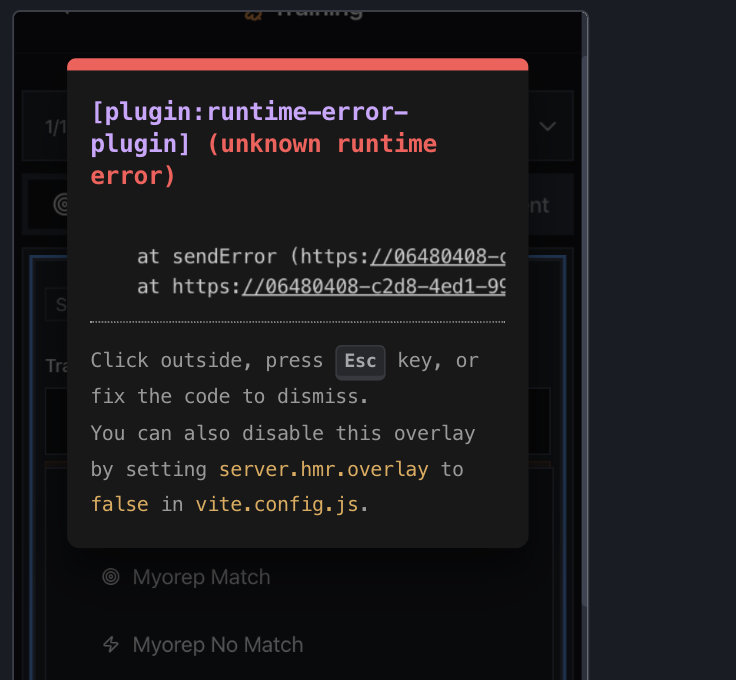 Training
1/1
[plugin:runtime-error-
plugin] (unknown runtime
error)
nt
at sendError (https://06480408-c
at https://06480408-c2d8-4ed1-99
S
Click outside, press Esc key, or
Tra
fix the code to dismiss.
You can also disable this overlay
by setting server.hmr.overlay to
false in vite.config.js.
Myorep Match
Myorep No Match